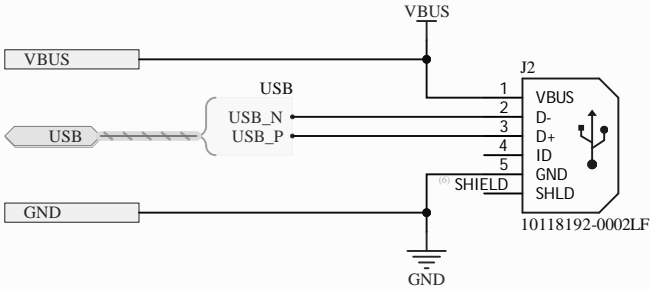 VBUS
VBUS
J2
USB
1 VBUS
USB_N 2 D-
USB USB_P 3 D+
4 ID
5 GND
(6) SHIELD SHLD
GND
10118192-0002LF
GND